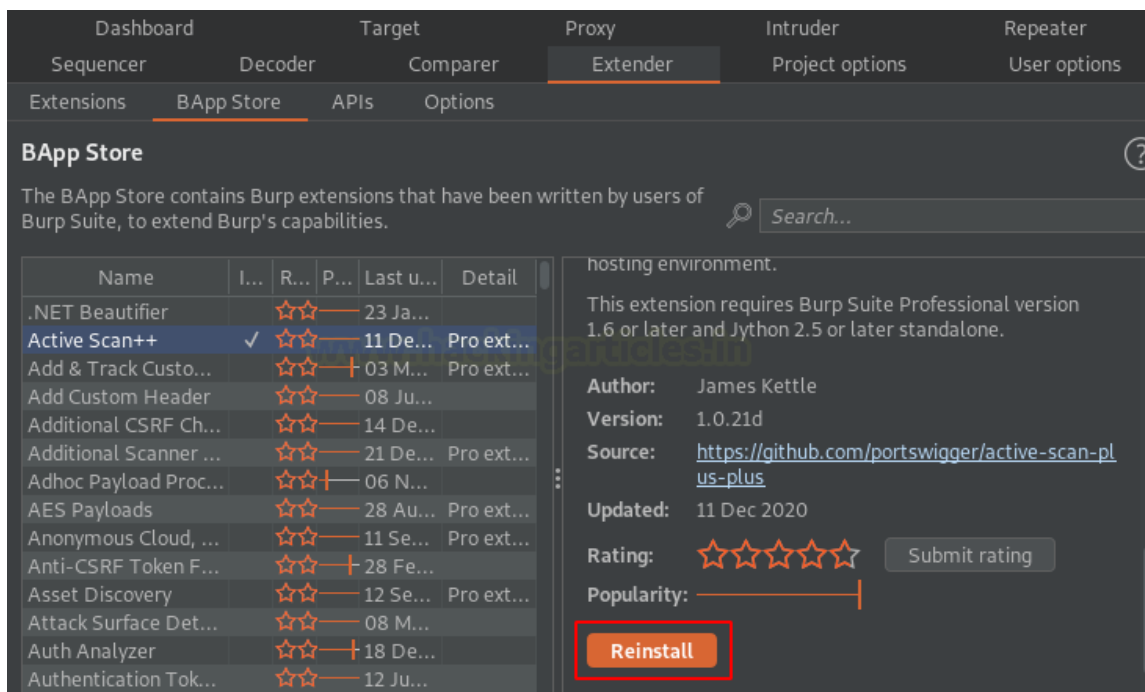 Dashboard Target Proxy Intruder Repeater
Sequencer Decoder Comparer Extender Project options User options
Extensions BApp Store APIs Options
BApp Store
?
The BApp Store contains Burp extensions that have been written by users of
Burp Suite, to extend Burp's capabilities.
Search...
Name I... R... P... Last u... Detail
.NET Beautifier 23 Ja...
Active Scan++ ✓ 11 De... Pro ext...
Add & Track Custo... 03 M... Pro ext...
Add Custom Header 08 Ju...
Additional CSRF Ch... 14 De...
Additional Scanner ... 21 De... Pro ext...
Adhoc Payload Proc... 06 N...
AES Payloads 28 Au... Pro ext...
Anonymous Cloud, ... 11 Se... Pro ext...
Anti-CSRF Token F... 28 Fe...
Asset Discovery 12 Se... Pro ext...
Attack Surface Det... 08 M...
Auth Analyzer 18 De...
Authentication Tok... 12 Ju...
hosting environment.
This extension requires Burp Suite Professional version
1.6 or later and Jython 2.5 or later standalone.
Author: James Kettle
Version: 1.0.21d
Source: https://github.com/portswigger/active-scan-pl
us-plus
Updated: 11 Dec 2020
Rating: Submit rating
Popularity:
Reinstall